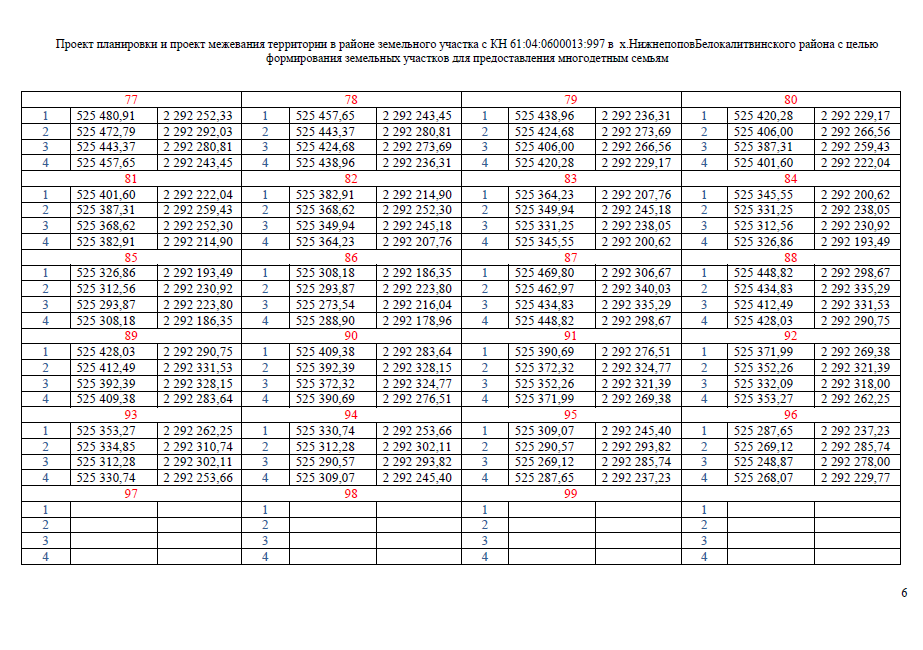 Проект планировки и проект межевания территории в районе земельного участка с КН 61:04:0600013:997 в х.НижнепоповБелокалитвинского района с целью
формирования земельных участков для предоставления многодетным семьям
77 78 79 80
1 525 480,91 2 292 252,33 1 525 457,65 2 292 243,45 1 525 438,96 2 292 236,31 1 525 420,28 2 292 229,17
2 525 472,79 2 292 292,03 2 525 443,37 2 292 280,81 2 525 424,68 2 292 273,69 2 525 406,00 2 292 266,56
3 525 443,37 2 292 280,81 3 525 424,68 2 292 273,69 3 525 406,00 2 292 266,56 3 525 387,31 2 292 259,43
4 525 457,65 2 292 243,45 4 525 438,96 2 292 236,31 4 525 420,28 2 292 229,17 4 525 401,60 2 292 222,04
81 82 83 84
1 525 401,60 2 292 222,04 1 525 382,91 2 292 214,90 1 525 364,23 2 292 207,76 1 525 345,55 2 292 200,62
2 525 387,31 2 292 259,43 2 525 368,62 2 292 252,30 2 525 349,94 2 292 245,18 2 525 331,25 2 292 238,05
3 525 368,62 2 292 252,30 3 525 349,94 2 292 245,18 3 525 331,25 2 292 238,05 3 525 312,56 2 292 230,92
4 525 382,91 2 292 214,90 4 525 364,23 2 292 207,76 4 525 345,55 2 292 200,62 4 525 326,86 2 292 193,49
85 86 87 88
1 525 326,86 2 292 193,49 1 525 308,18 2 292 186,35 1 525 469,80 2 292 306,67 1 525 448,82 2 292 298,67
2 525 312,56 2 292 230,92 2 525 293,87 2 292 223,80 2 525 462,97 2 292 340,03 2 525 434,83 2 292 335,29
3 525 293,87 2 292 223,80 3 525 273,54 2 292 216,04 3 525 434,83 2 292 335,29 3 525 412,49 2 292 331,53
4 525 308,18 2 292 186,35 4 525 288,90 2 292 178,96 4 525 448,82 2 292 298,67 4 525 428,03 2 292 290,75
89 90 91 92
1 525 428,03 2 292 290,75 1 525 409,38 2 292 283,64 1 525 390,69 2 292 276,51 1 525 371,99 2 292 269,38
2 525 412,49 2 292 331,53 2 525 392,39 2 292 328,15 2 525 372,32 2 292 324,77 2 525 352,26 2 292 321,39
3 525 392,39 2 292 328,15 3 525 372,32 2 292 324,77 3 525 352,26 2 292 321,39 3 525 332,09 2 292 318,00
4 525 409,38 2 292 283,64 4 525 390,69 2 292 276,51 4 525 371,99 2 292 269,38 4 525 353,27 2 292 262,25
93 94 95 96
1 525 353,27 2 292 262,25 1 525 330,74 2 292 253,66 1 525 309,07 2 292 245,40 1 525 287,65 2 292 237,23
2 525 334,85 2 292 310,74 2 525 312,28 2 292 302,11 2 525 290,57 2 292 293,82 2 525 269,12 2 292 285,74
3 525 312,28 2 292 302,11 3 525 290,57 2 292 293,82 3 525 269,12 2 292 285,74 3 525 248,87 2 292 278,00
4 525 330,74 2 292 253,66 4 525 309,07 2 292 245,40 4 525 287,65 2 292 237,23 4 525 268,07 2 292 229,77
97 98 99
1 1 1 1
2 2 2 2
3 3 3 3
4 4 4 4
6